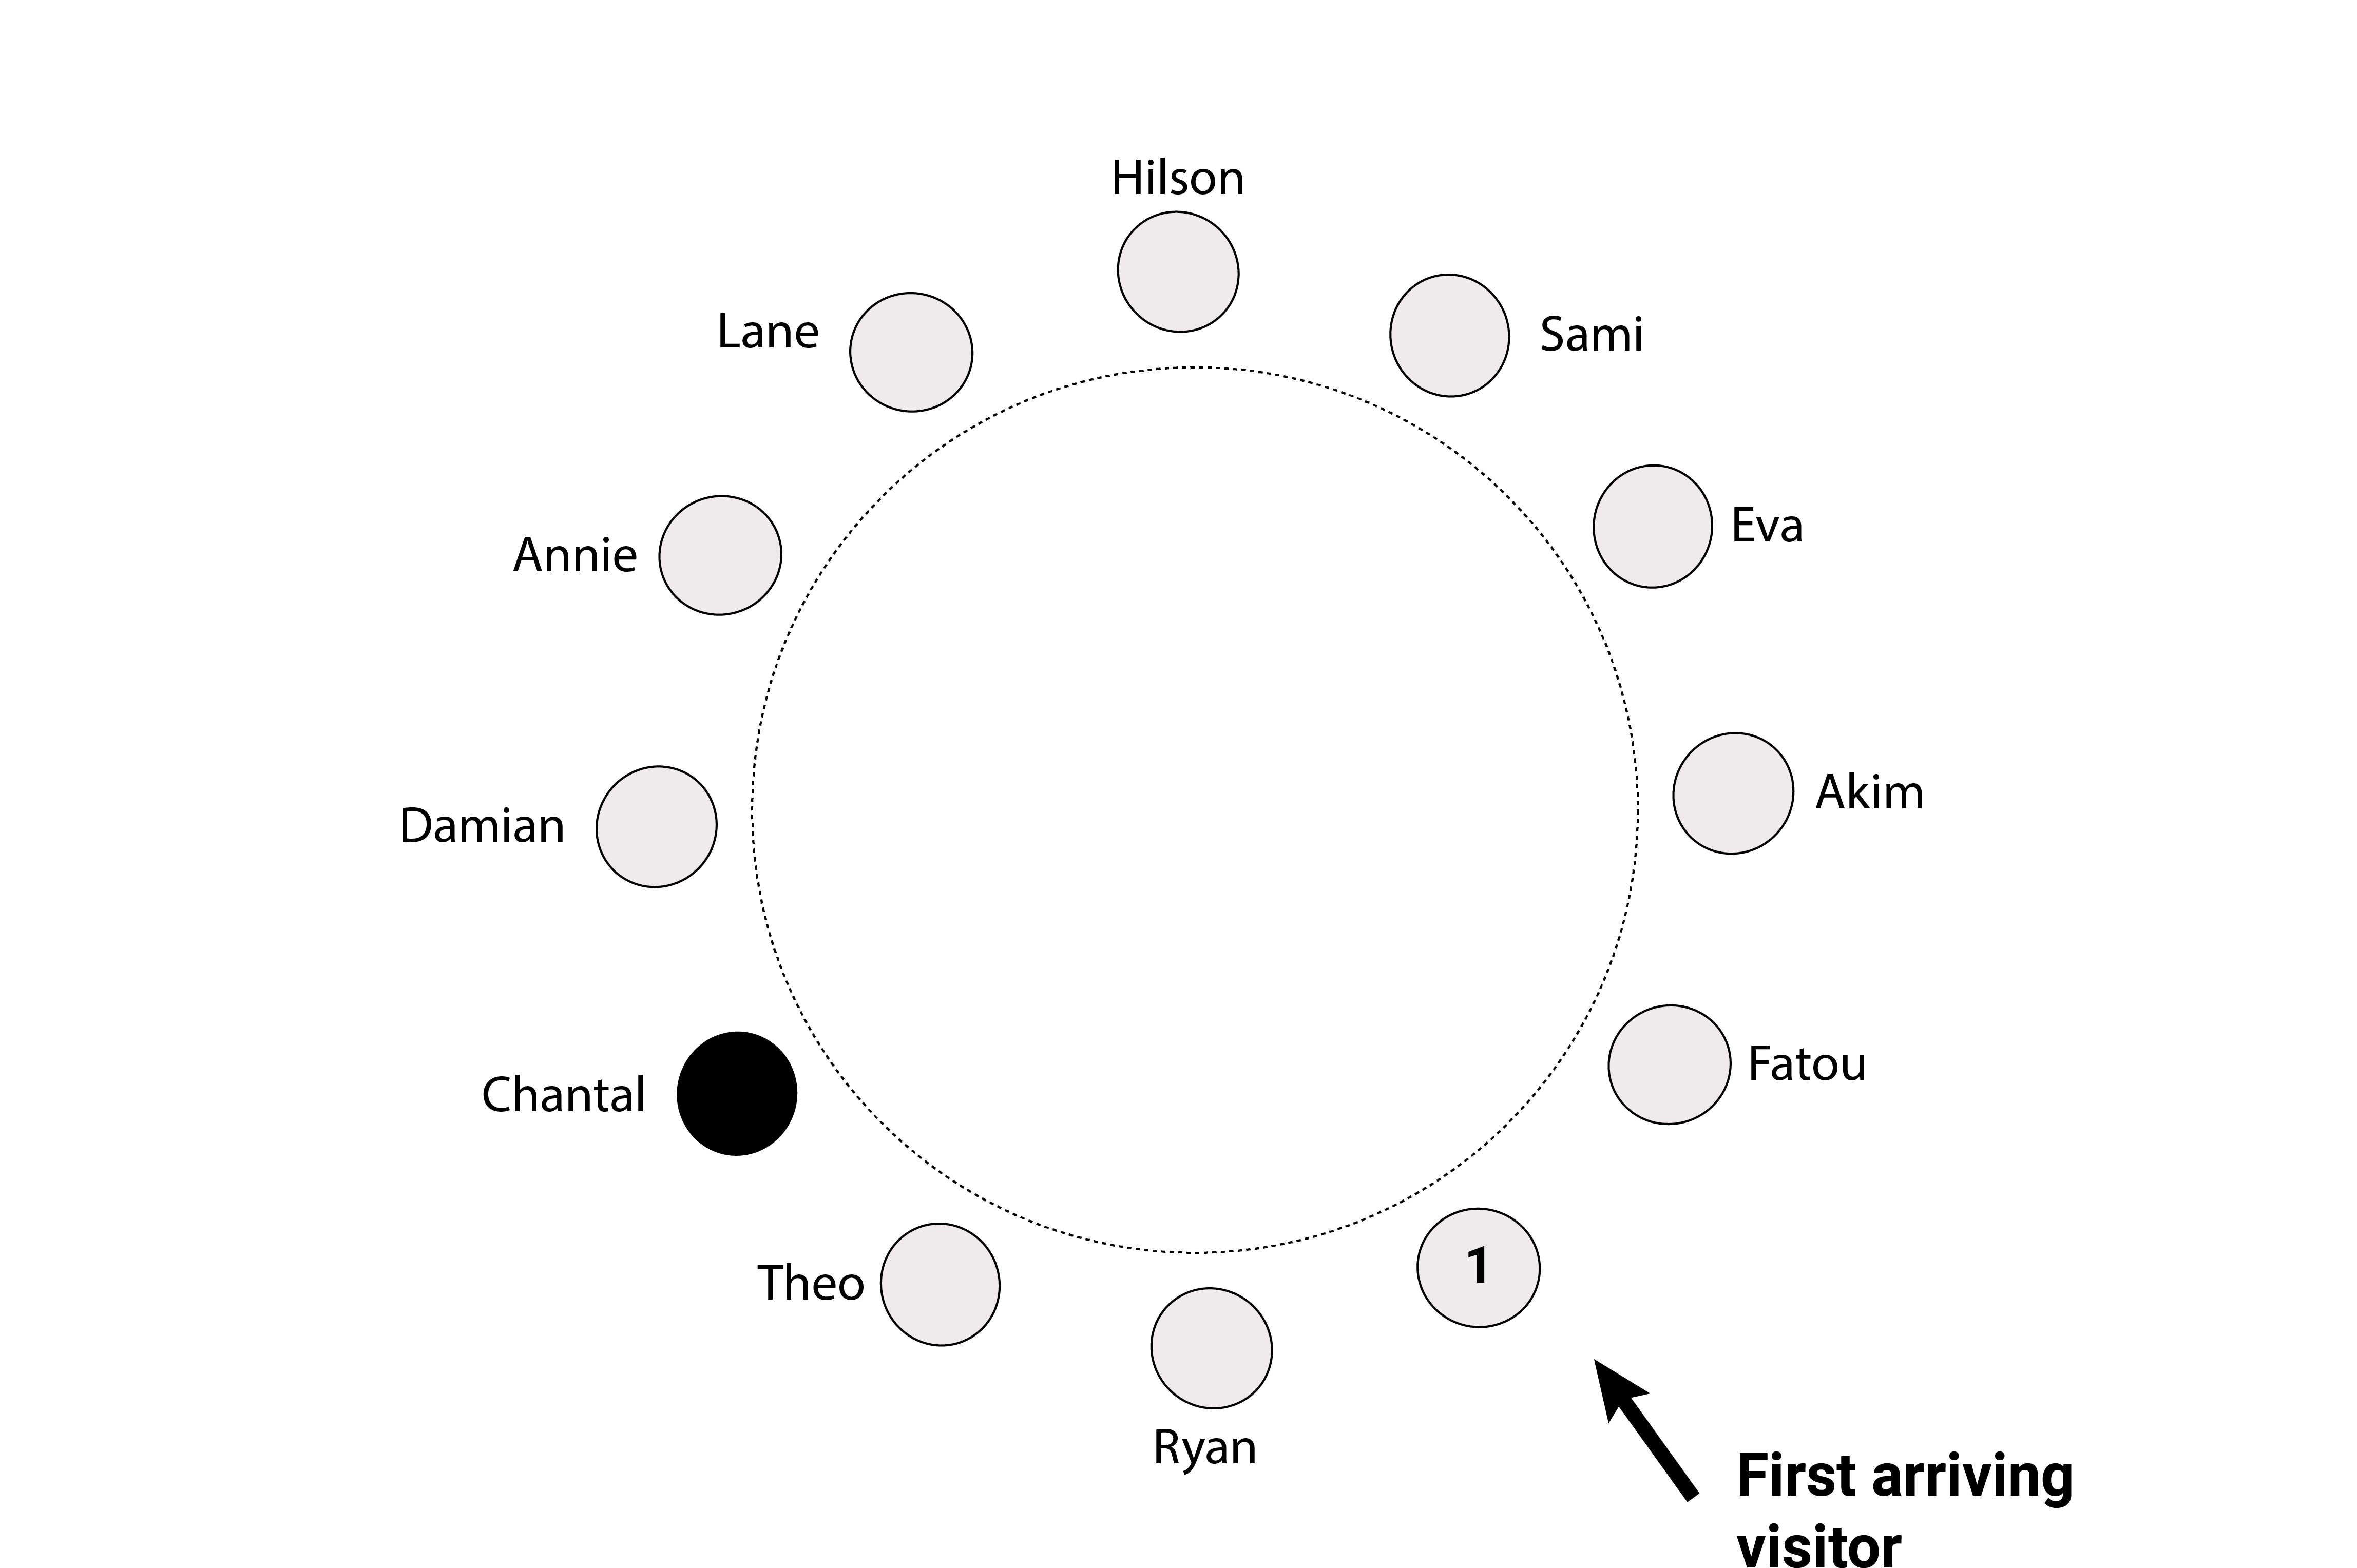 Hilson
Lane
Sami
Eva
Annie
Akim
Damian
Fatou
Chantal
1
Theo
Ryan
First arriving
visitor